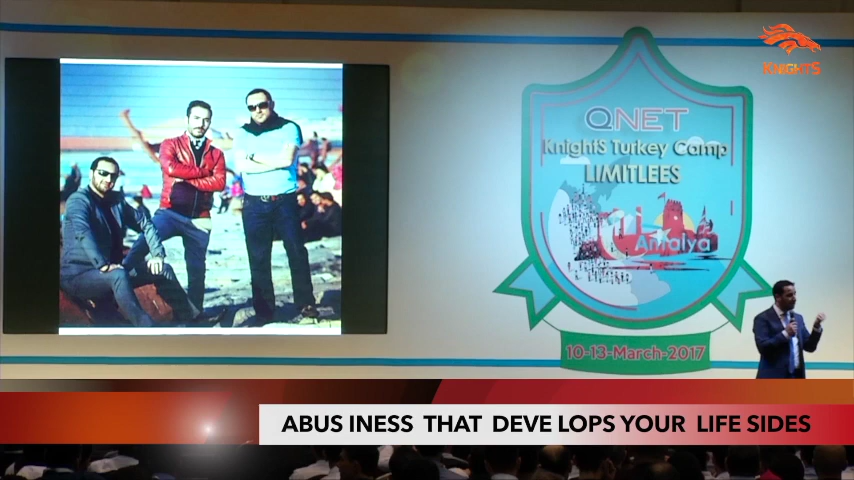 KNIGHTS
QNET
KnightS Turkey Camp
LIMITLEES
Antalya
10-13-March-2017
ABUS INESS THAT DEVE LOPS YOUR LIFE SIDES